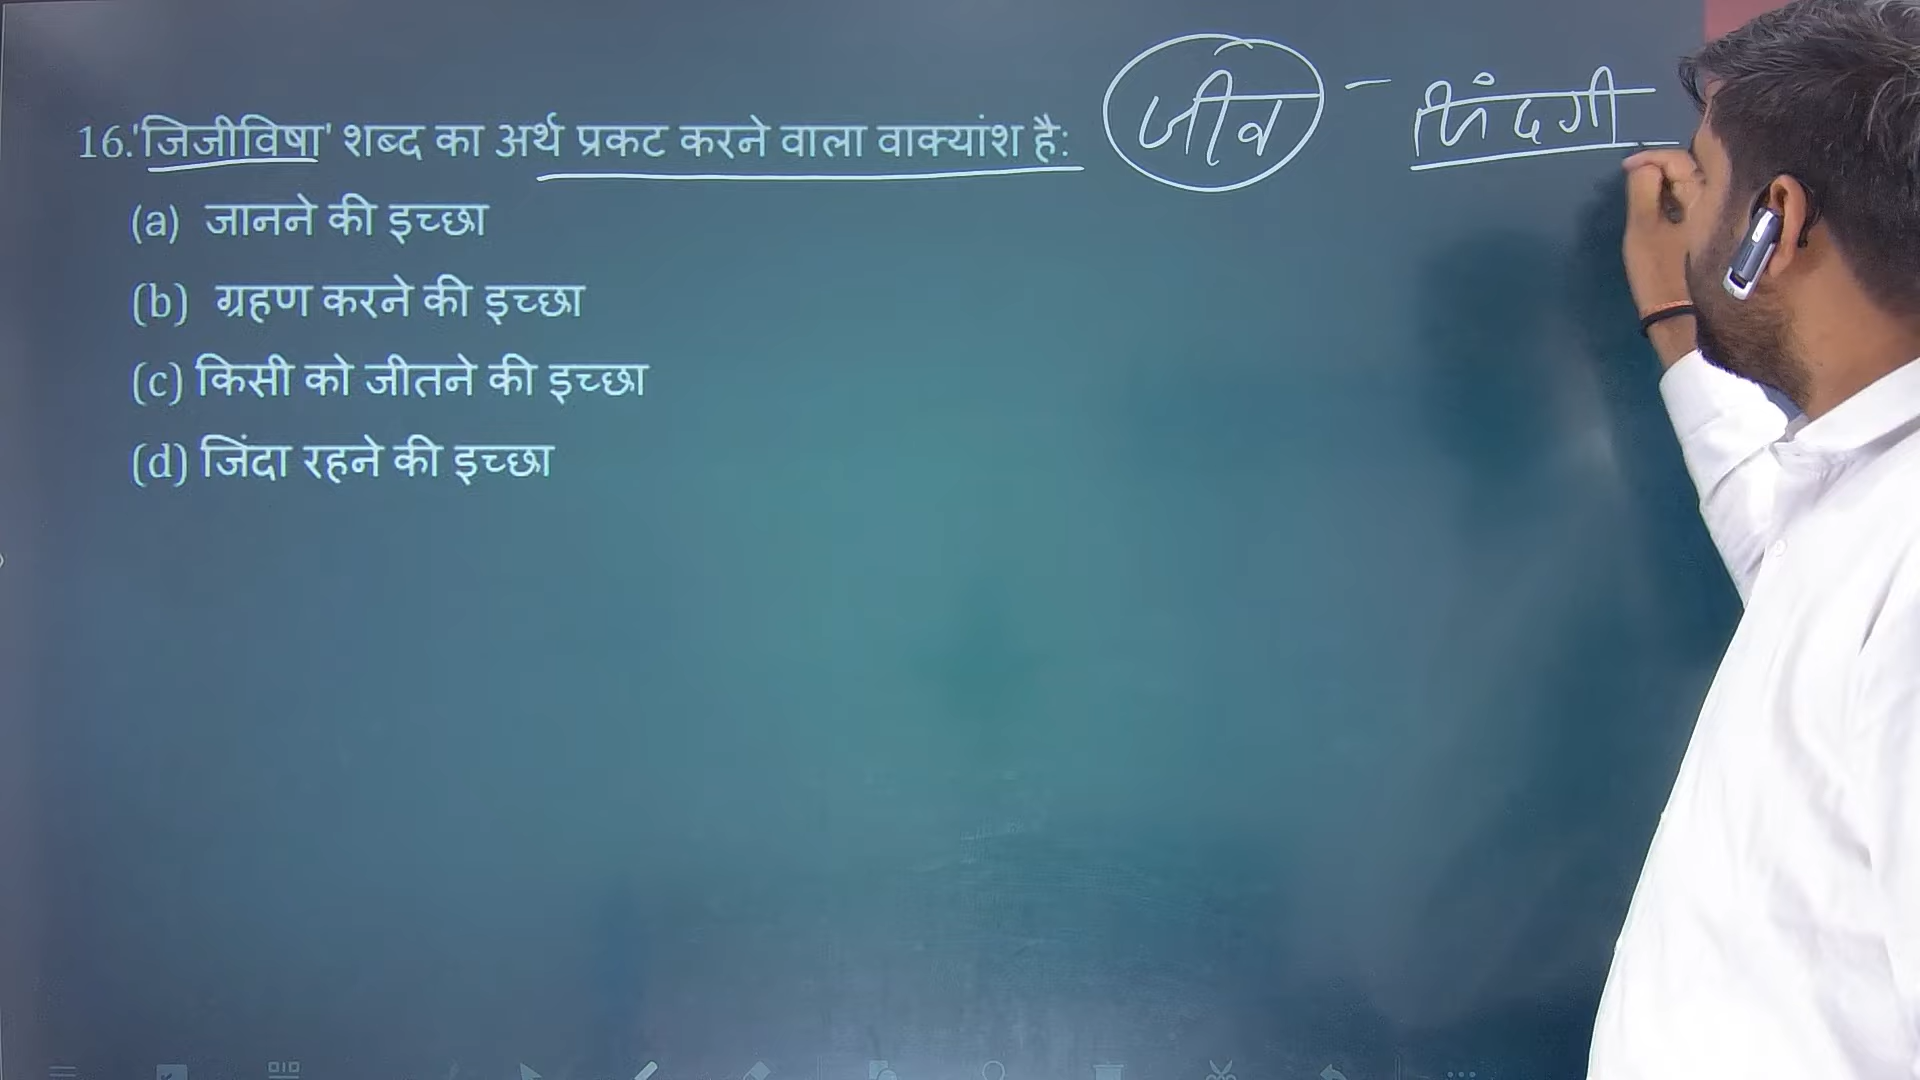 16.'जिजीविषा' शब्द का अर्थ प्रकट करने वाला वाक्यांश है:
जीव - जिंदगी
(a) जानने की इच्छा
(b) ग्रहण करने की इच्छा
(c) किसी को जीतने की इच्छा
(d) जिंदा रहने की इच्छा